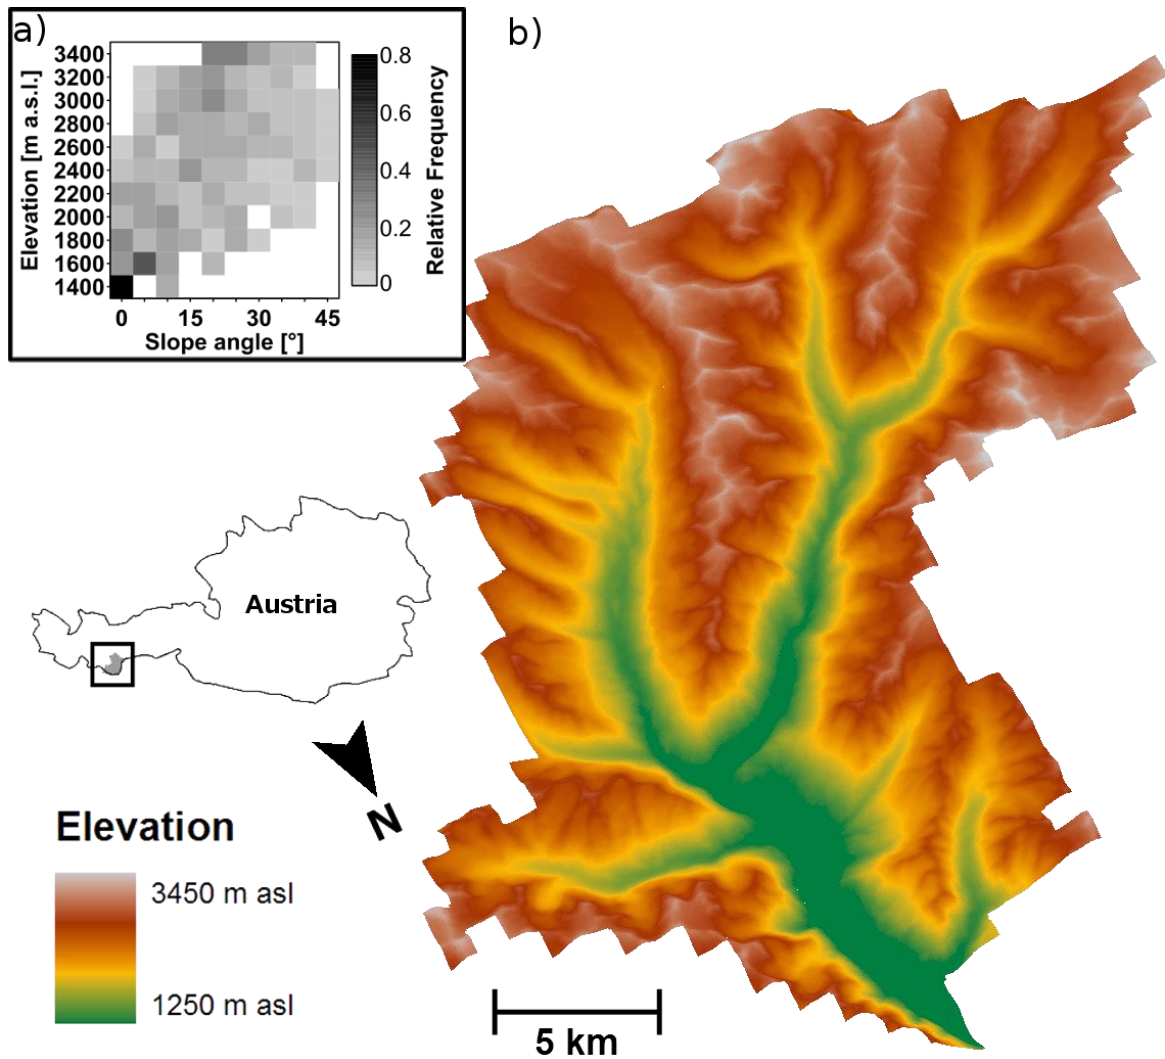 a)
b)
Elevation [m a.s.l.]
3400
3200
3000
2800
2600
2400
2200
2000
1800
1600
1400
0
15
30
45
Slope angle [°]
0.8
0.6
0.4
0.2
0
Relative Frequency
Austria
N
Elevation
3450 m asl
1250 m asl
5 km